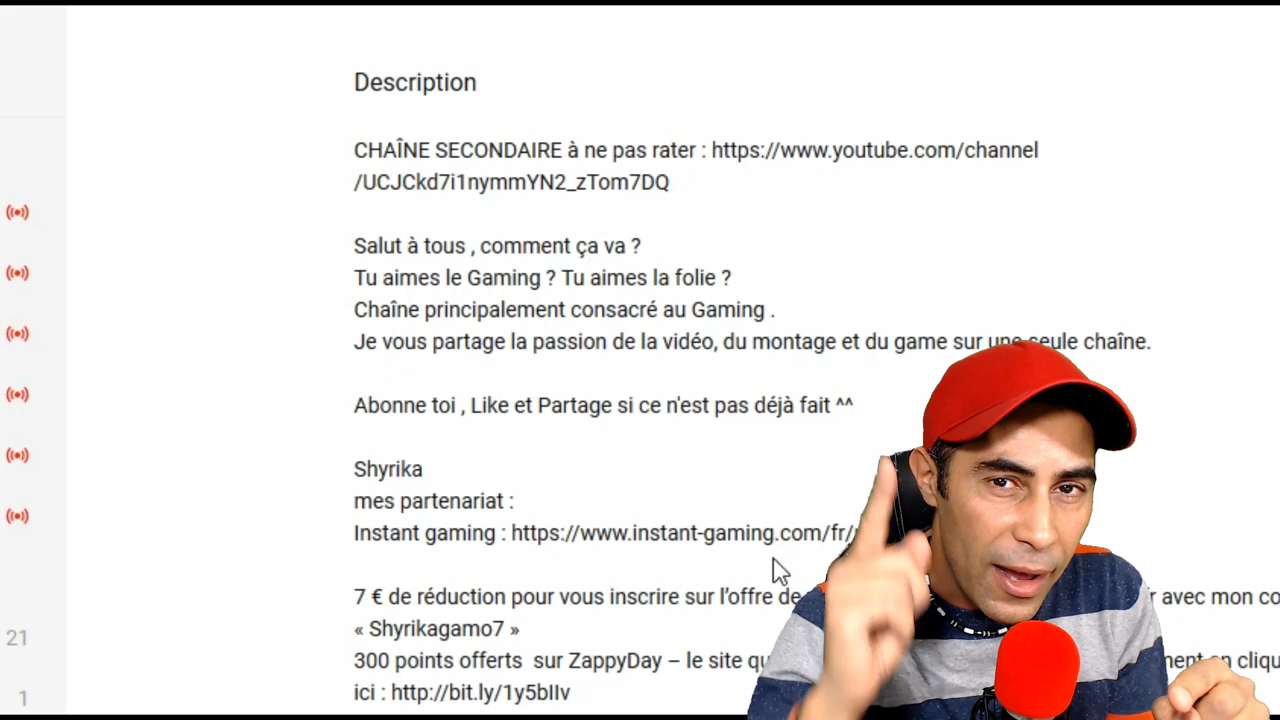 Description
CHAÎNE SECONDAIRE à ne pas rater : https://www.youtube.com/channel
/UCJCkd7i1nymmYN2_zTom7DQ
Salut à tous , comment ça va ?
Tu aimes le Gaming ? Tu aimes la folie ?
Chaîne principalement consacré au Gaming .
Je vous partage la passion de la vidéo, du montage et du game sur une seule chaîne.
Abonne toi , Like et Partage si ce n'est pas déjà fait ^^
Shyrika
mes partenariat :
Instant gaming : https://www.instant-gaming.com/fr/
7 € de réduction pour vous inscrire sur l’offre de avec mon
« Shyrikagamo7 »
21
300 points offerts sur ZappyDay – le site en
ici : http://bit.ly/1y5bIIv
1